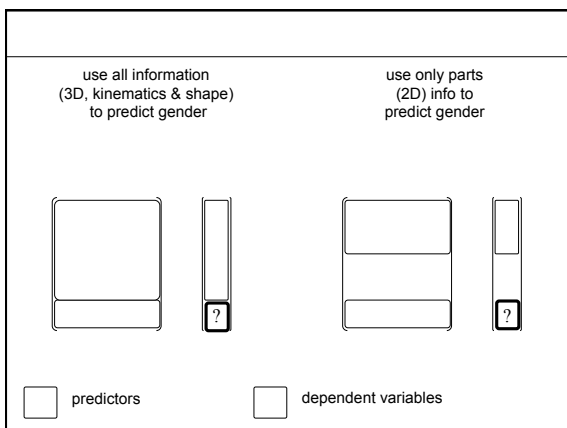 use all information
(3D, kinematics & shape)
to predict gender
use only parts
(2D) info to
predict gender
?
?
predictors
dependent variables